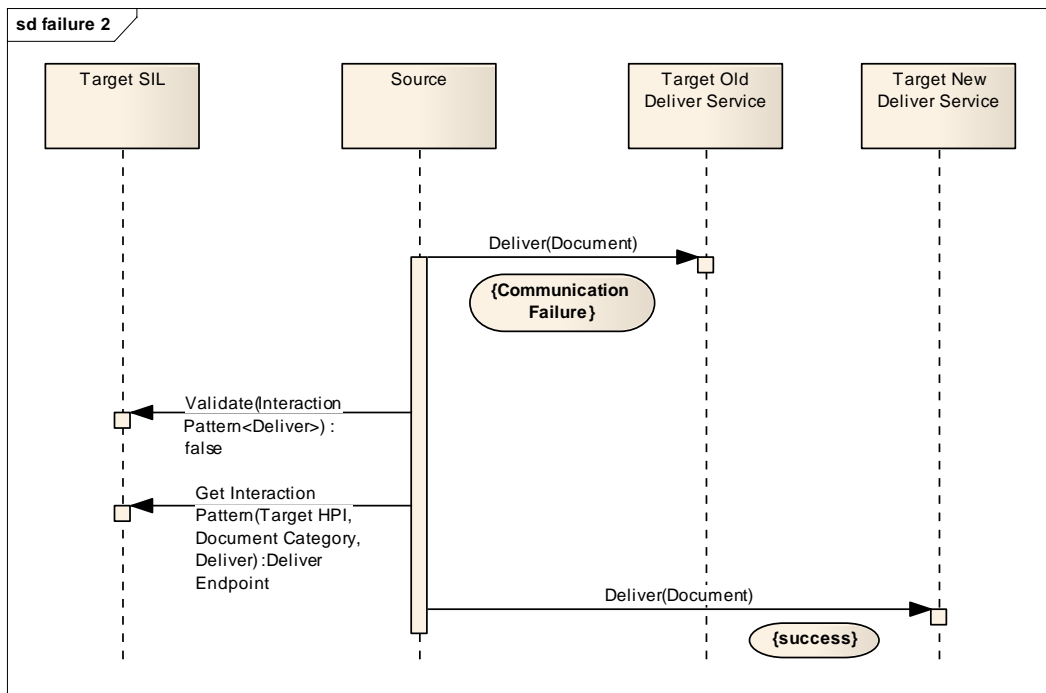 sd failure 2
Target SIL
Source
Target Old
Deliver Service
Target New
Deliver Service
Deliver(Document)
{Communication
Failure}
Validate(Interaction
Pattern<Deliver>) :
false
Get Interaction
Pattern(Target HPI,
Document Category,
Deliver) :Deliver
Endpoint
Deliver(Document)
{success}